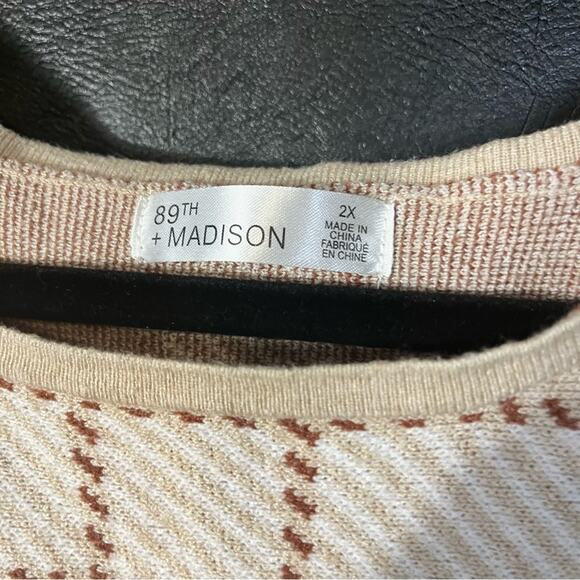 89TH
+ MADISON
2X
MADE IN
CHINA
FABRIQUÉ
EN CHINE